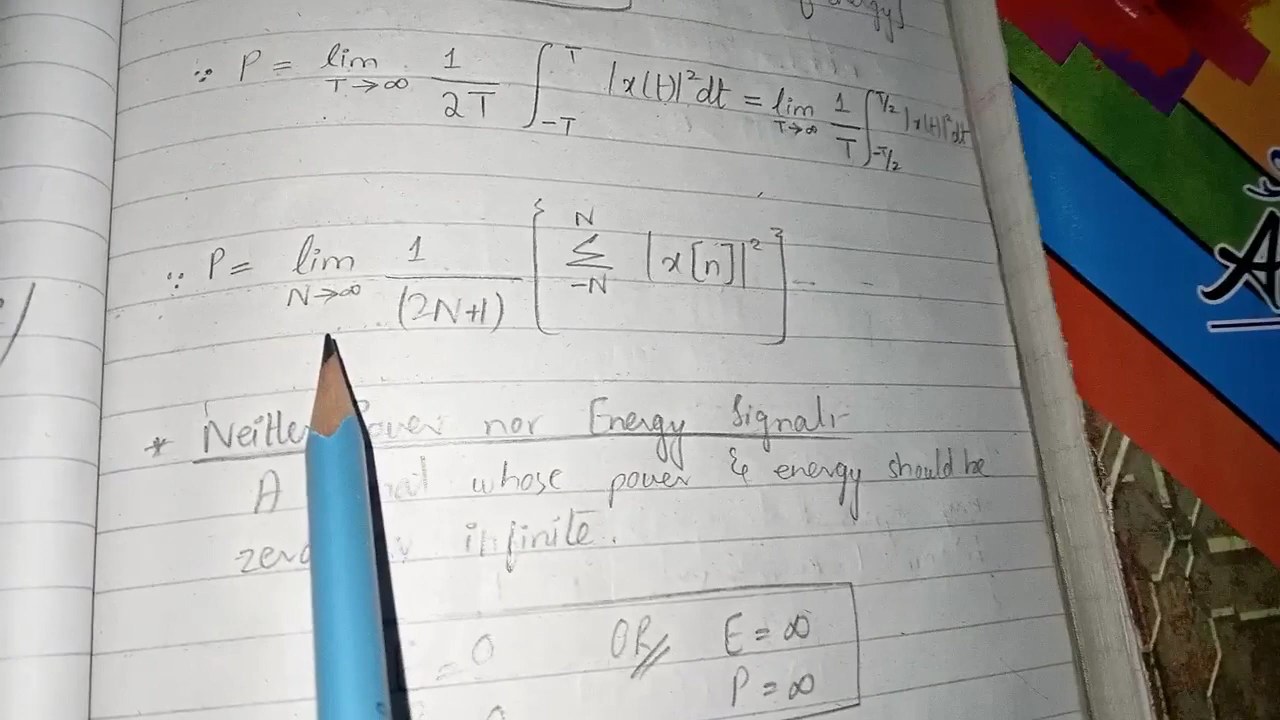 ∵ P = lim T→∞ 1/2T ∫_{-T}^{T} |x(t)|² dt = lim T→∞ 1/T ∫_{-T/2}^{T/2} |x(t)|² dt
∵ P = lim N→∞ 1/(2N+1) [ Σ_{-N}^{N} |x[n]|² ]
* nor Energy Signal:-
A whose power & energy should be
infinite.
= 0 OR// E = ∞
P = ∞